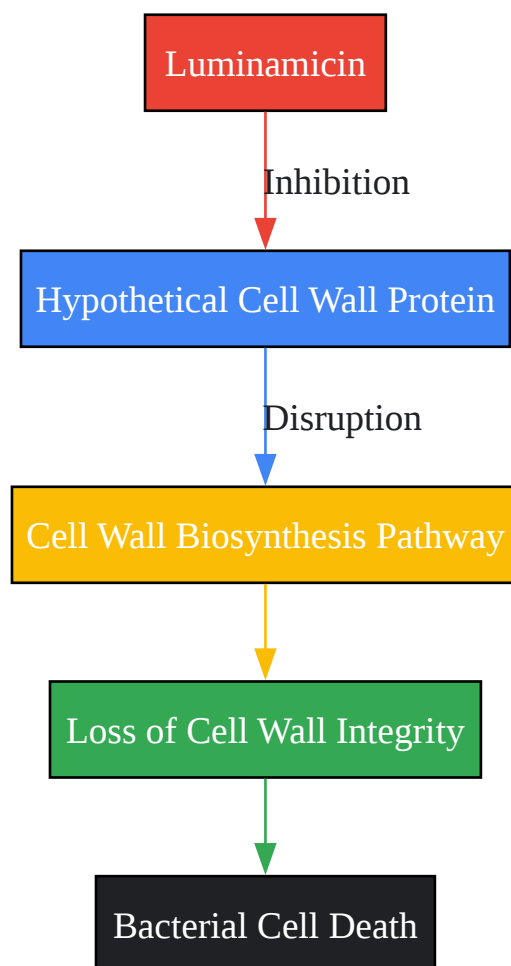 Luminamicin
Inhibition
Hypothetical Cell Wall Protein
Disruption
Cell Wall Biosynthesis Pathway
Loss of Cell Wall Integrity
Bacterial Cell Death